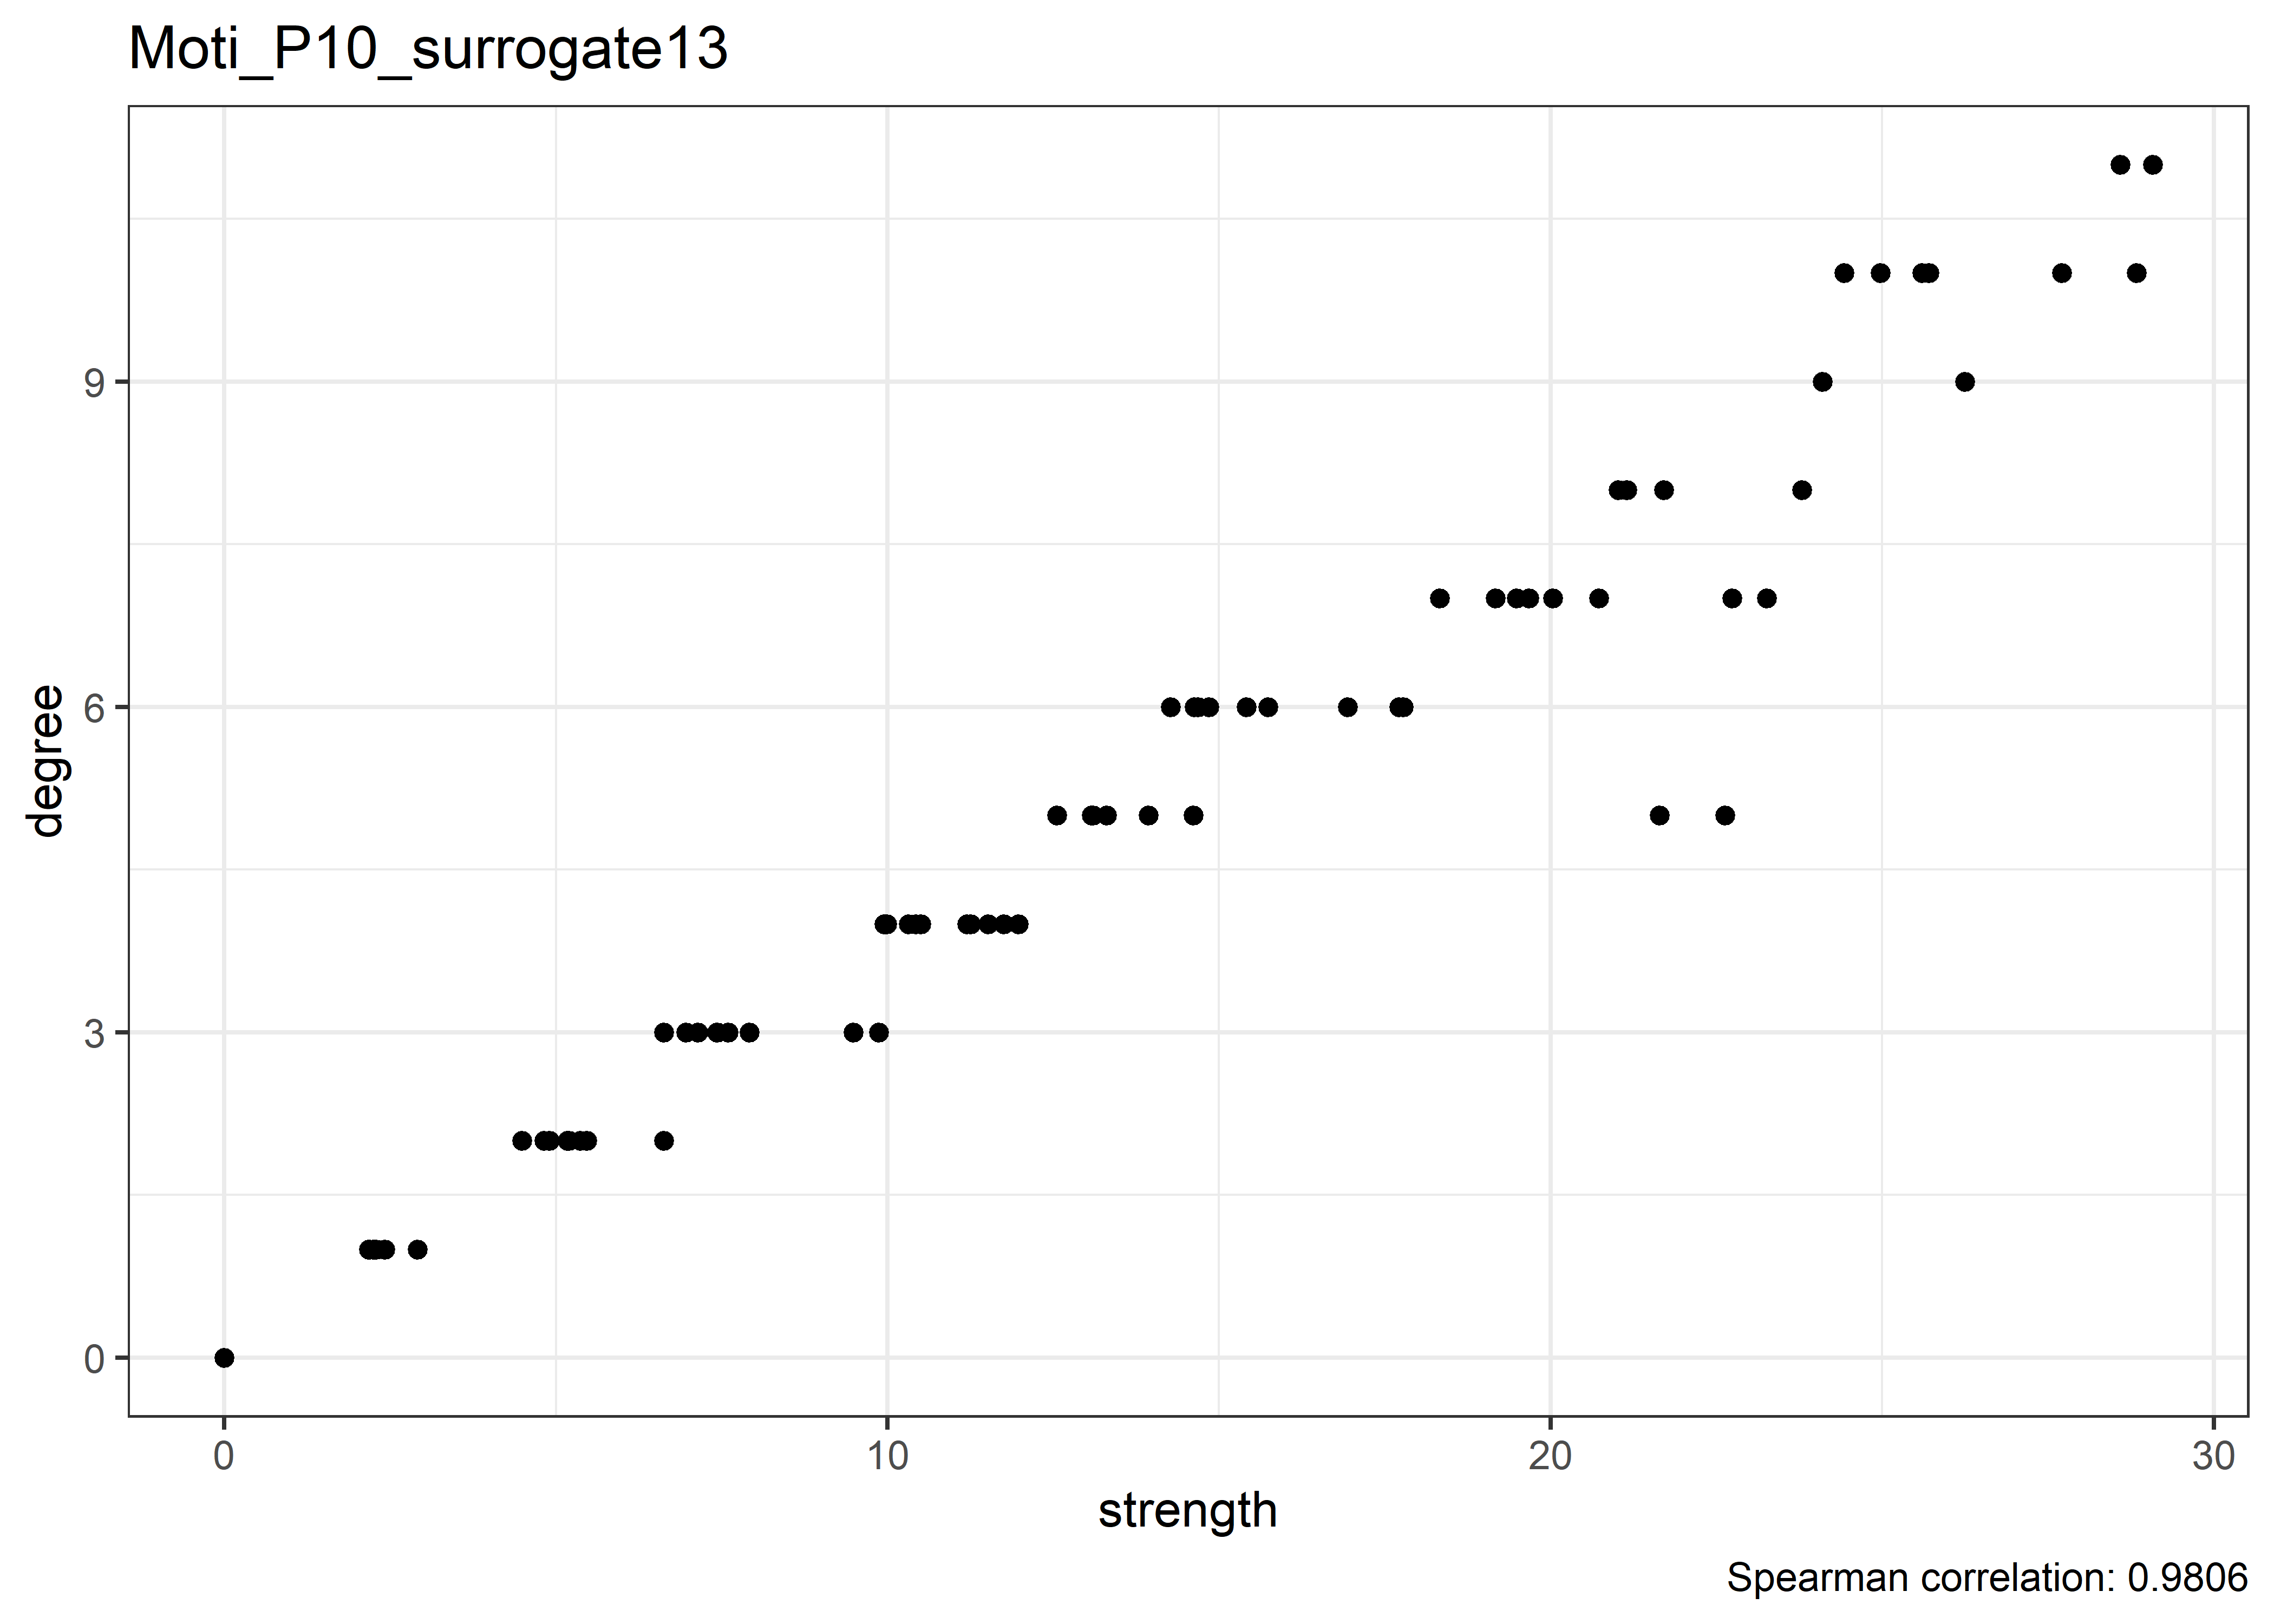 Moti_P10_surrogate13
degree
9
6
3
0
0 10 20 30
strength
Spearman correlation: 0.9806